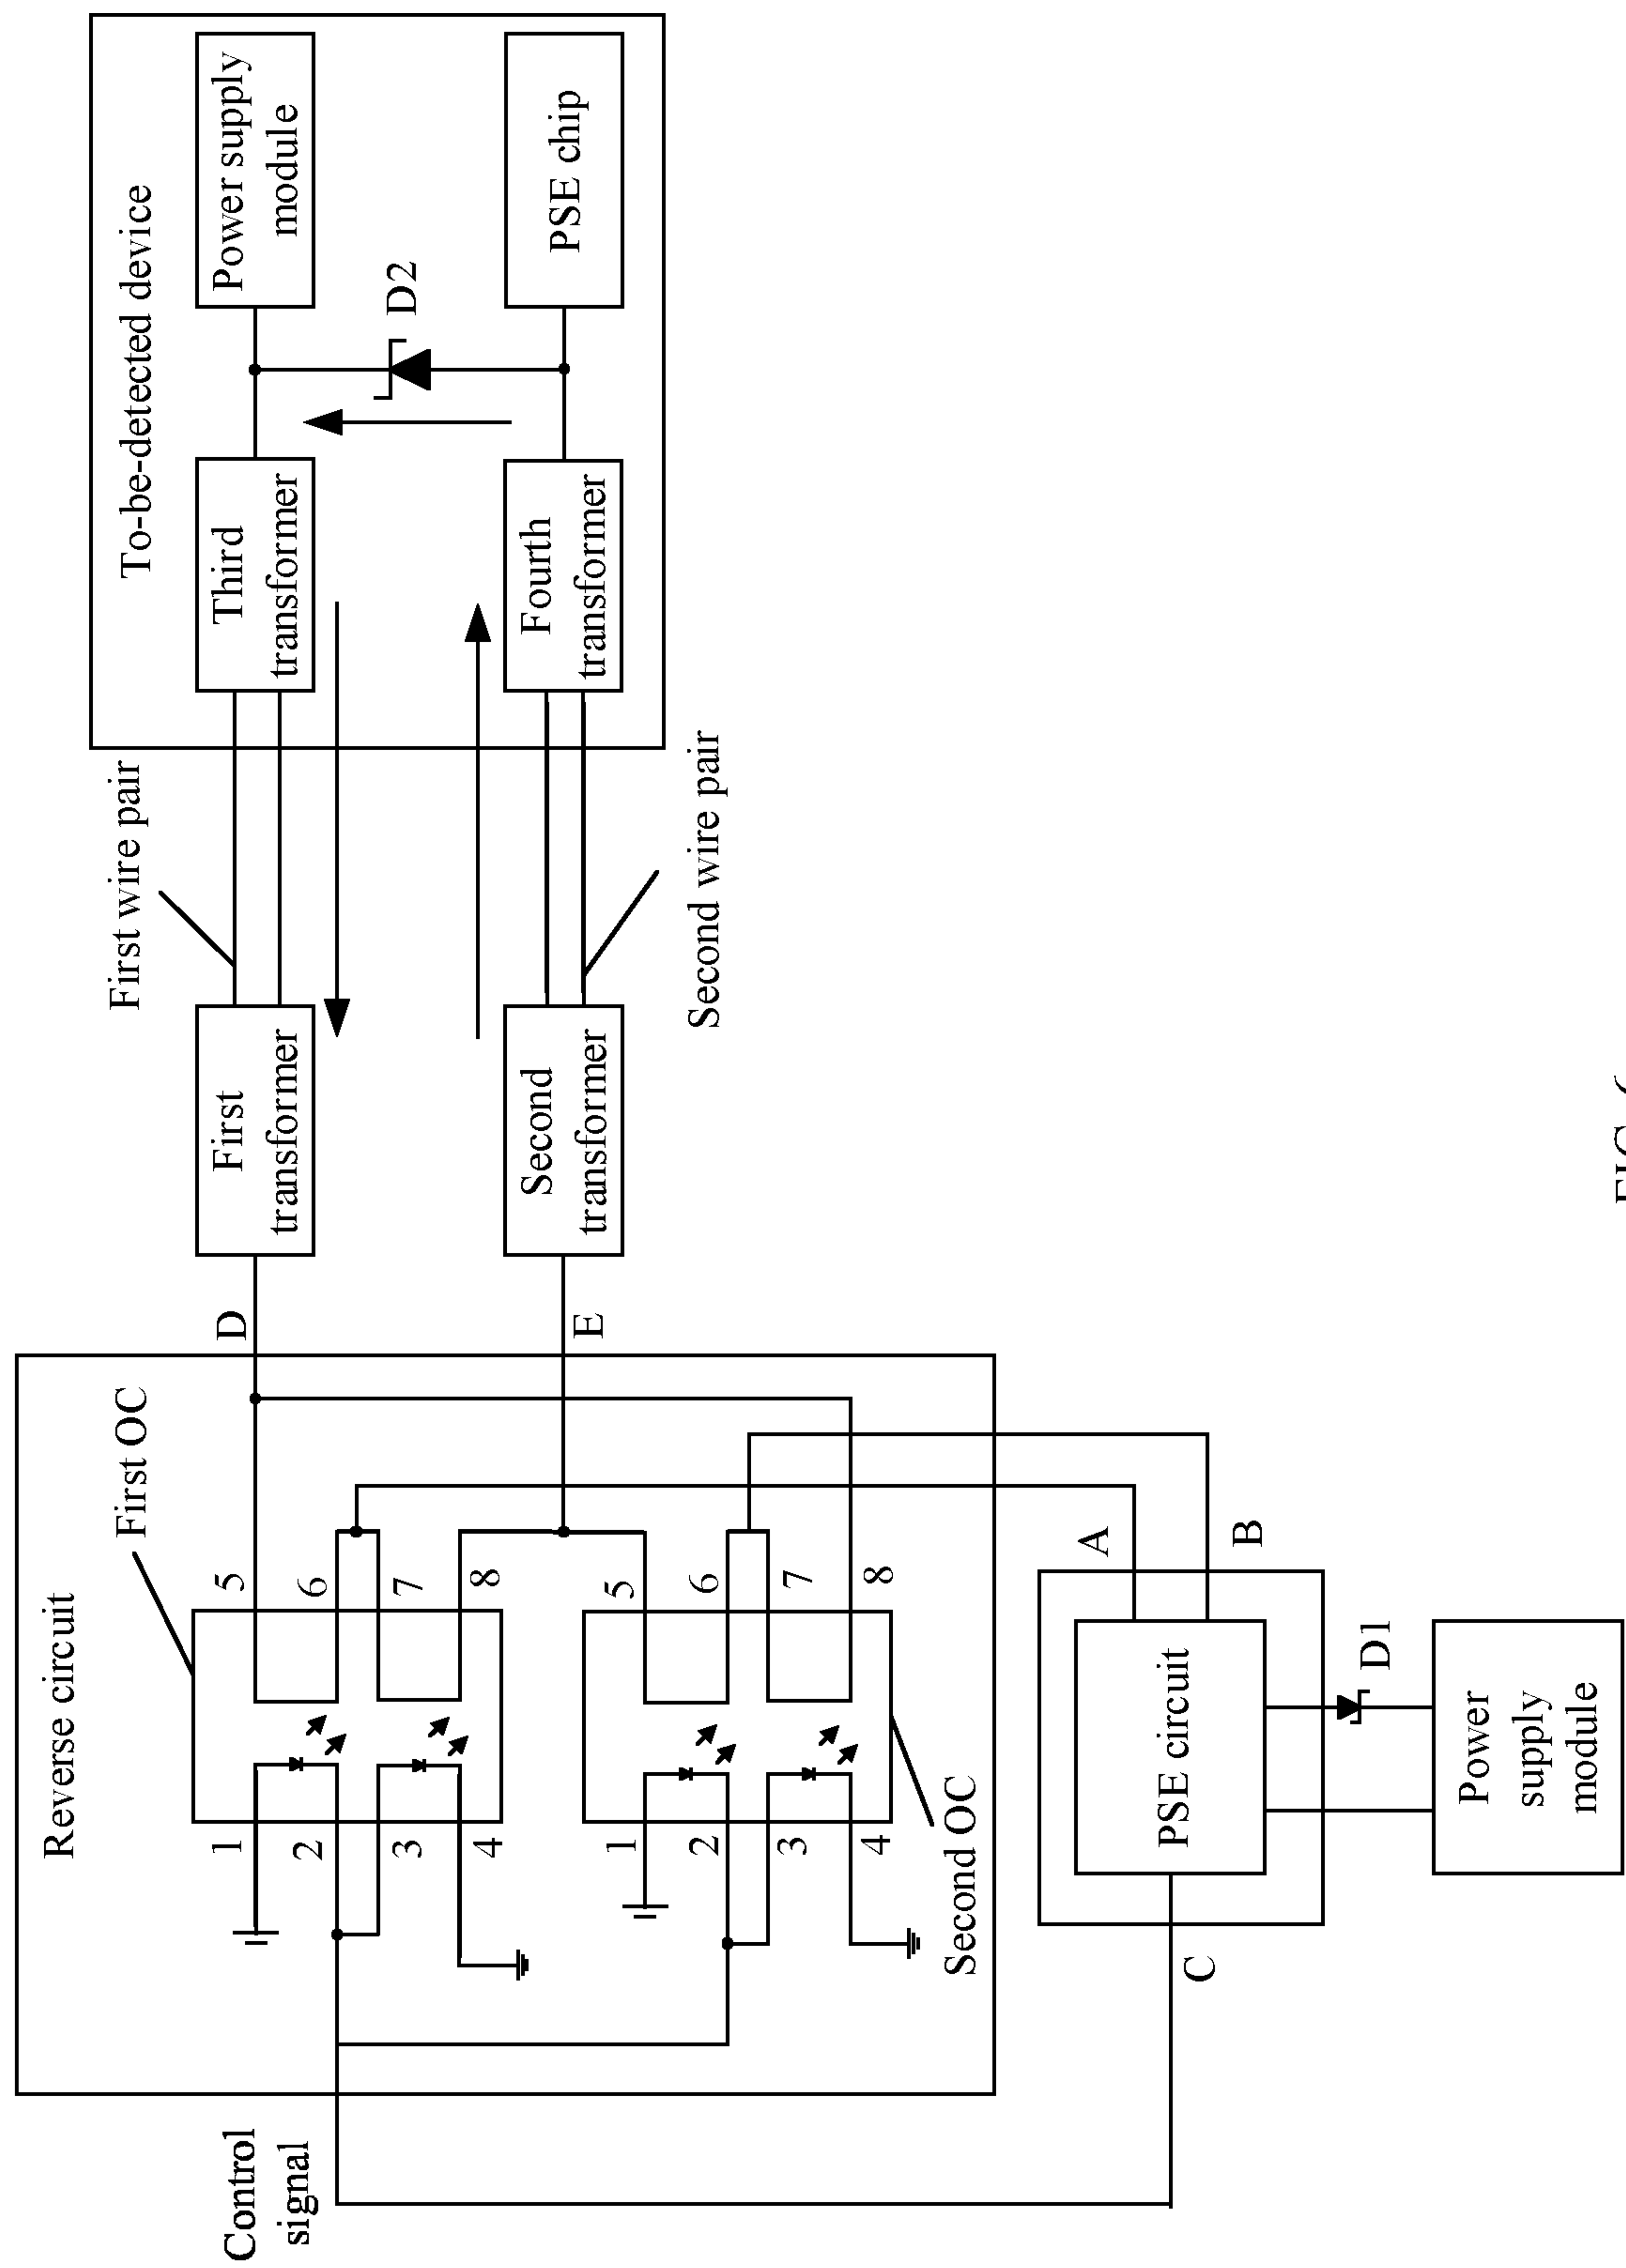 To-be-detected device
Power supply
module
PSE chip
D2
Third
transformer
Fourth
transformer
First wire pair
Second wire pair
First
transformer
Second
transformer
D
E
Reverse circuit
First OC
5
6
7
8
1
2
3
4
5
6
7
8
1
2
3
4
Second OC
Control
signal
A
B
C
PSE circuit
D1
Power
supply
module